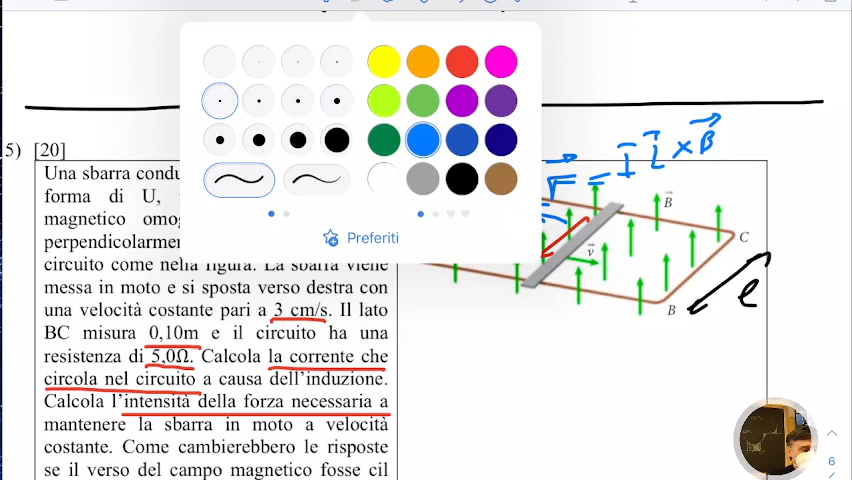 5) [20]
F = I L × B
Una sbarra condu
forma di U,
magnetico omog
B
perpendicolarmen
C
Preferiti
circuito come nella figura. La sbarra viene
v
messa in moto e si sposta verso destra con
una velocità costante pari a 3 cm/s. Il lato
B
l
BC misura 0,10m e il circuito ha una
resistenza di 5,0Ω. Calcola la corrente che
circola nel circuito a causa dell'induzione.
Calcola l'intensità della forza necessaria a
mantenere la sbarra in moto a velocità
costante. Come cambierebbero le risposte
6
se il verso del campo magnetico fosse cil